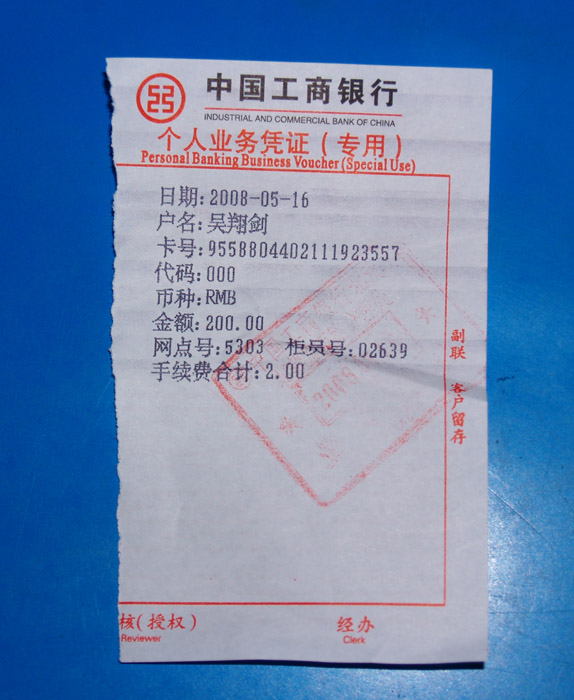 中国工商银行
INDUSTRIAL AND COMMERCIAL BANK OF CHINA
个人业务凭证（专用）
Personal Banking Business Voucher(Special Use)
日期:2008-05-16
户名:吴翔剑
卡号:9558804402111923557
代码:000
币种:RMB
金额:200.00
网点号:5303 柜员号:02639
手续费合计:2.00
副联 客户留存
核(授权) 经办
Reviewer Clerk